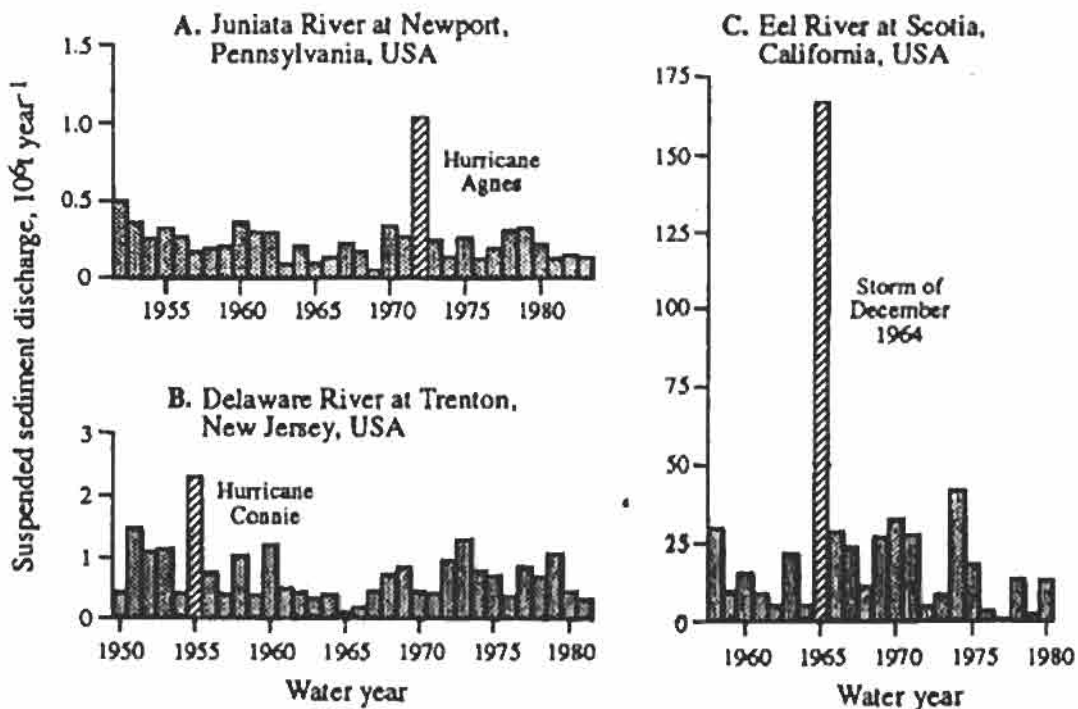 A. Juniata River at Newport,
Pennsylvania, USA
1.5
1.0
0.5
0
Hurricane
Agnes
1955 1960 1965 1970 1975 1980
Suspended sediment discharge, 10⁶t year⁻¹
B. Delaware River at Trenton,
New Jersey, USA
3
2
1
0
Hurricane
Connie
1950 1955 1960 1965 1970 1975 1980
Water year
C. Eel River at Scotia,
California, USA
175
150
125
100
75
50
25
0
Storm of
December
1964
1960 1965 1970 1975 1980
Water year